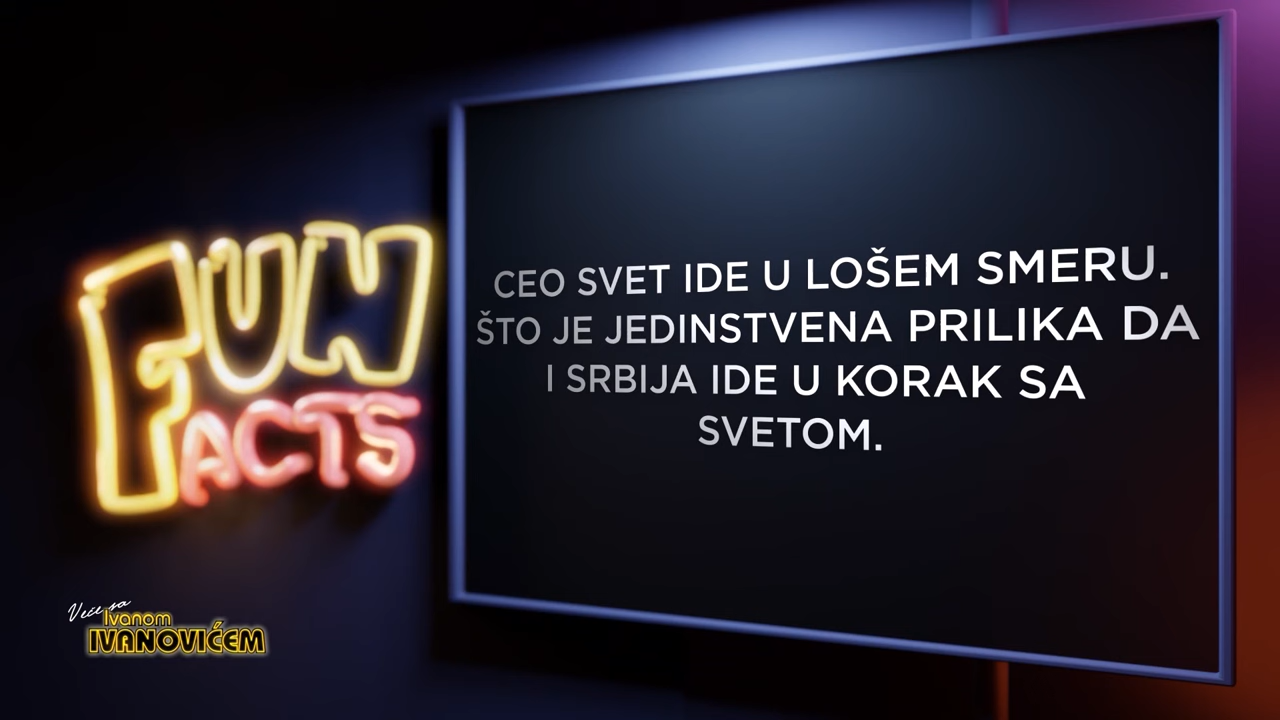 FUN
FACTS
CEO SVET IDE U LOŠEM SMERU.
ŠTO JE JEDINSTVENA PRILIKA DA
I SRBIJA IDE U KORAK SA
SVETOM.
Veče sa
Ivanom
IVANOVIĆEM